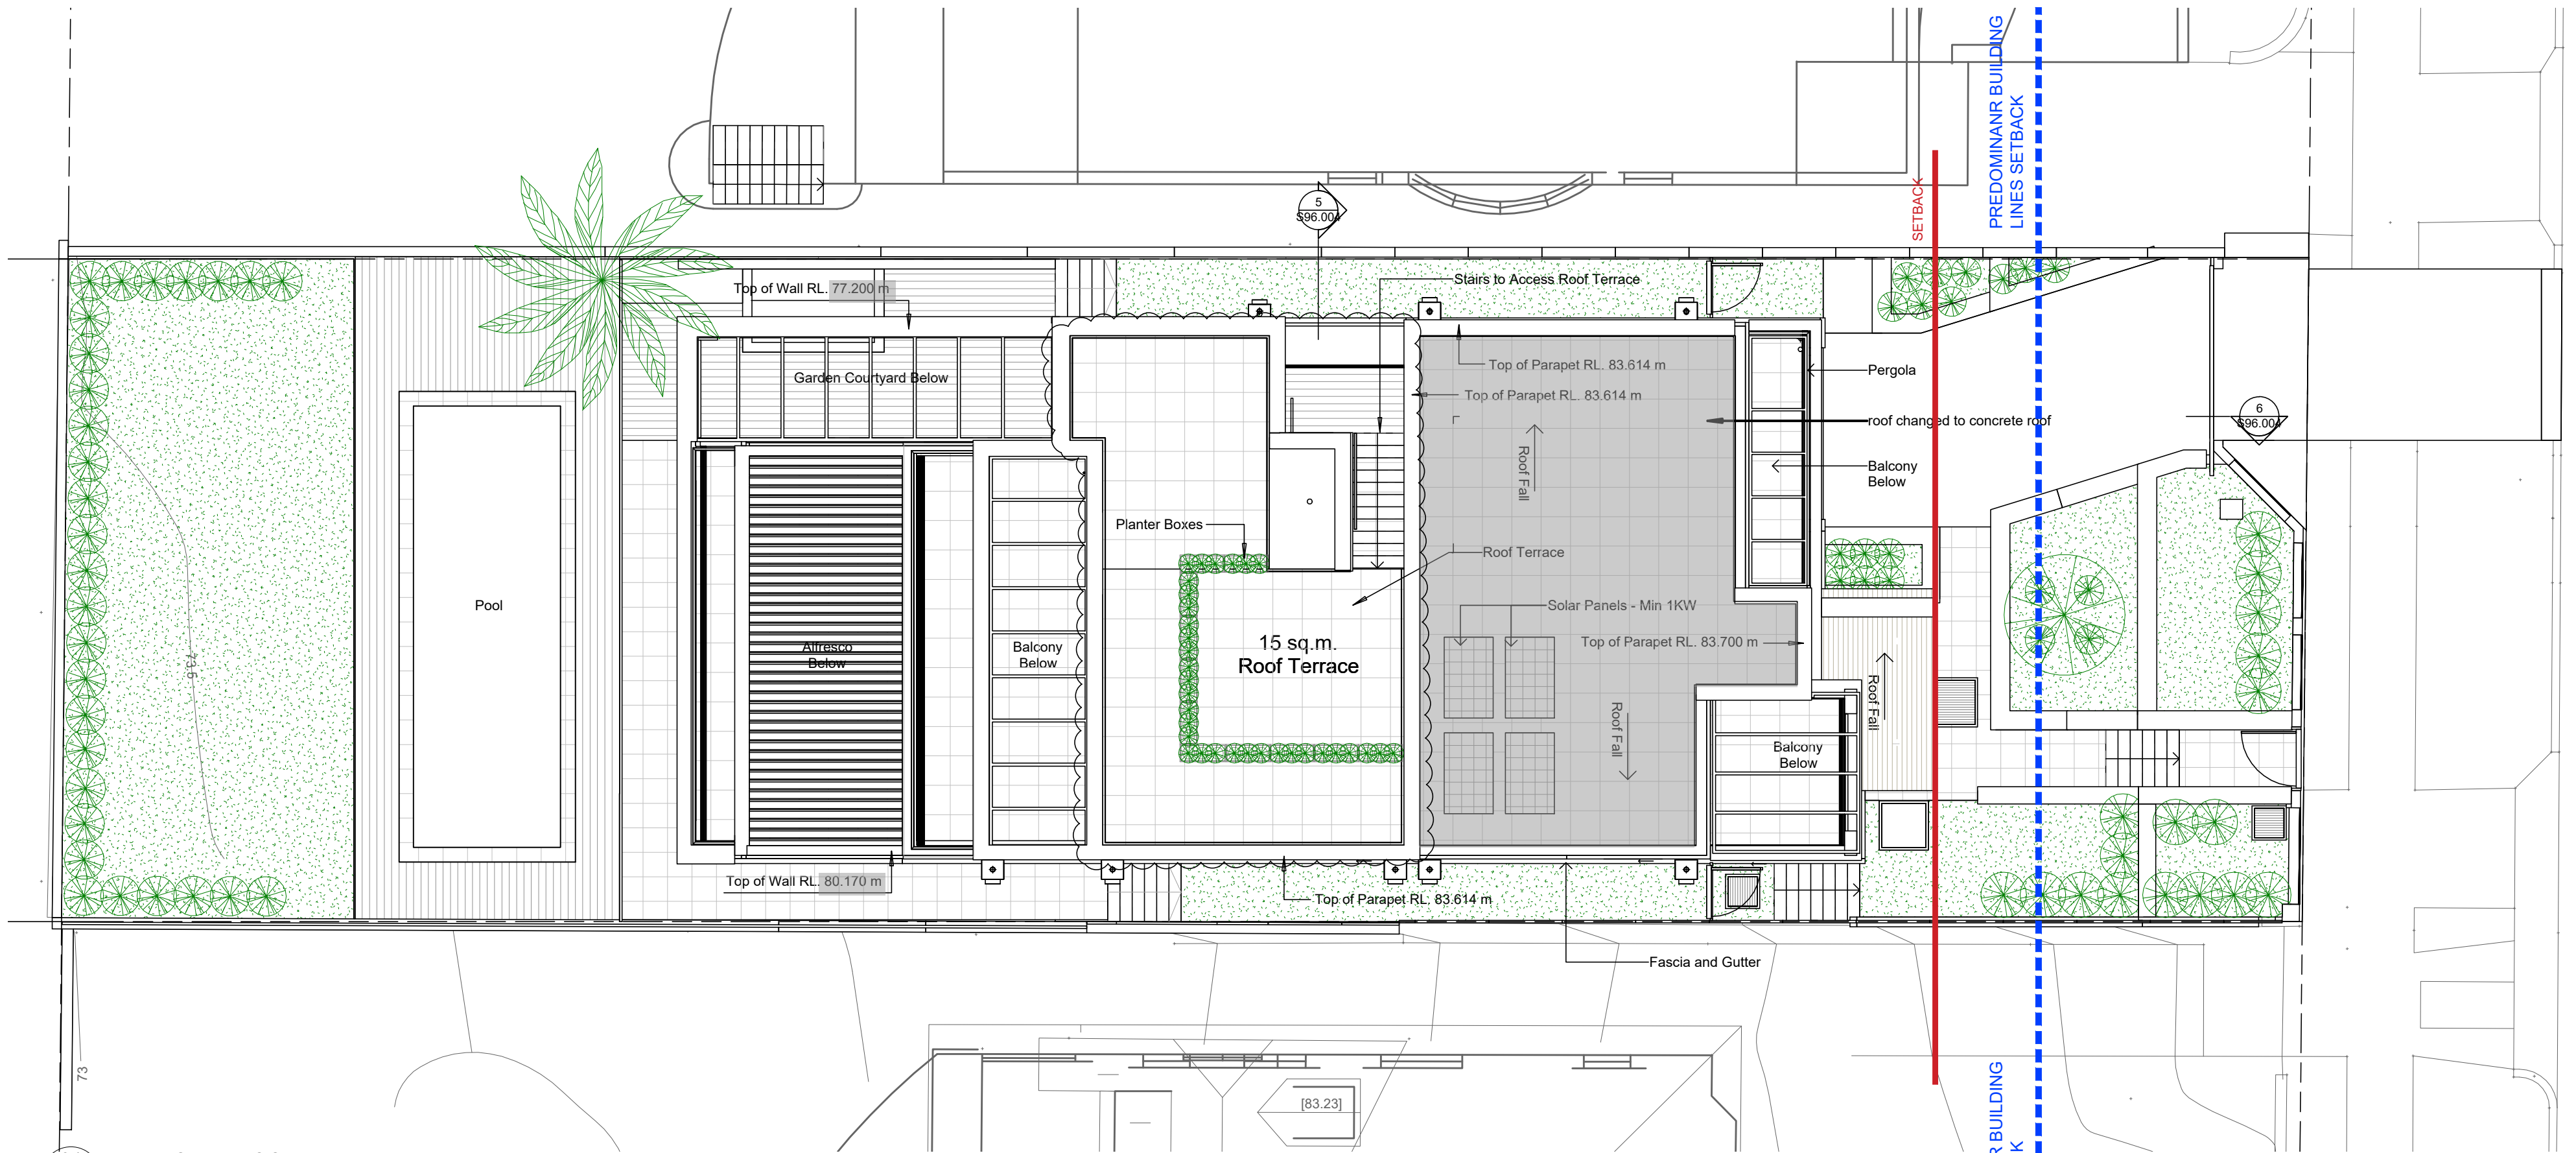 PREDOMINANR BUILDING
LINES SETBACK
SETBACK
5
S96.004
Stairs to Access Roof Terrace
Top of Wall RL. 77.200 m
Garden Courtyard Below
Top of Parapet RL. 83.614 m
Top of Parapet RL. 83.614 m
Pergola
roof changed to concrete roof
6
S96.004
Roof Fall
Balcony
Below
Planter Boxes
Roof Terrace
Pool
Alfresco
Below
Balcony
Below
15 sq.m.
Roof Terrace
Solar Panels - Min 1KW
Top of Parapet RL. 83.700 m
73.5
Roof Fall
Roof Fall
Balcony
Below
Top of Wall RL. 80.170 m
Top of Parapet RL. 83.614 m
Fascia and Gutter
73
[83.23]
R BUILDING
K